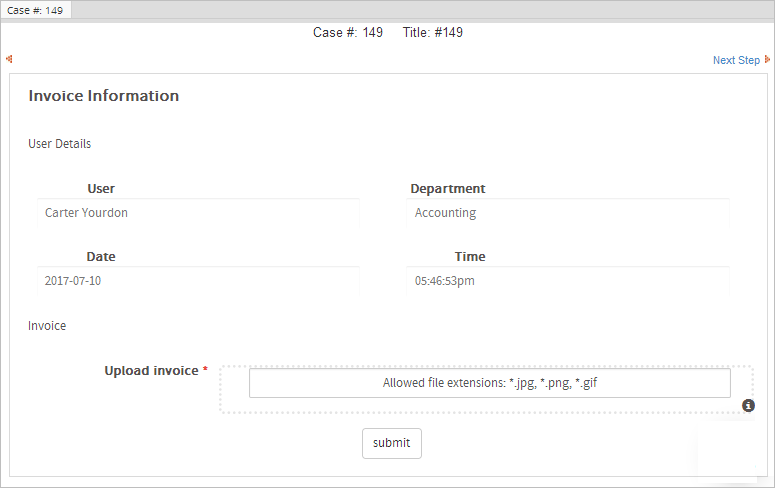 Case #: 149
Case #: 149 Title: #149
Next Step
Invoice Information
User Details
User Department
Carter Yourdon Accounting
Date Time
2017-07-10 05:46:53pm
Invoice
Upload invoice * Allowed file extensions: *.jpg, *.png, *.gif
submit